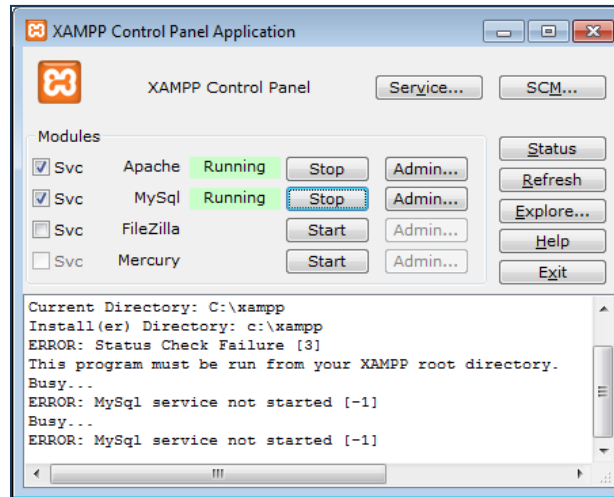 XAMPP Control Panel Application
XAMPP Control Panel Service... SCM...
Modules
Svc Apache Running Stop Admin...
Svc MySql Running Stop Admin...
Svc FileZilla Start Admin...
Svc Mercury Start Admin...
Status
Refresh
Explore...
Help
Exit
Current Directory: C:\xampp
Install(er) Directory: c:\xampp
ERROR: Status Check Failure [3]
This program must be run from your XAMPP root directory.
Busy...
ERROR: MySql service not started [-1]
Busy...
ERROR: MySql service not started [-1]